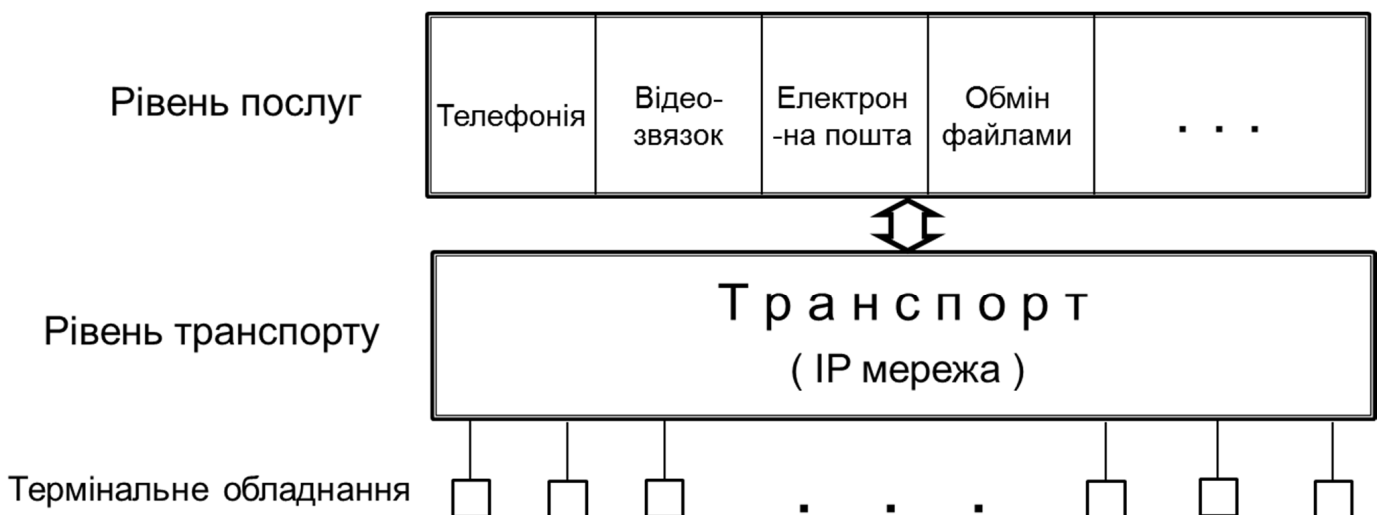 Рівень послуг
Телефонія
Відео-
звязок
Електрон
-на пошта
Обмін
файлами
. . .
Рівень транспорту
Транспорт
( IP мережа )
Термінальне обладнання
. . .